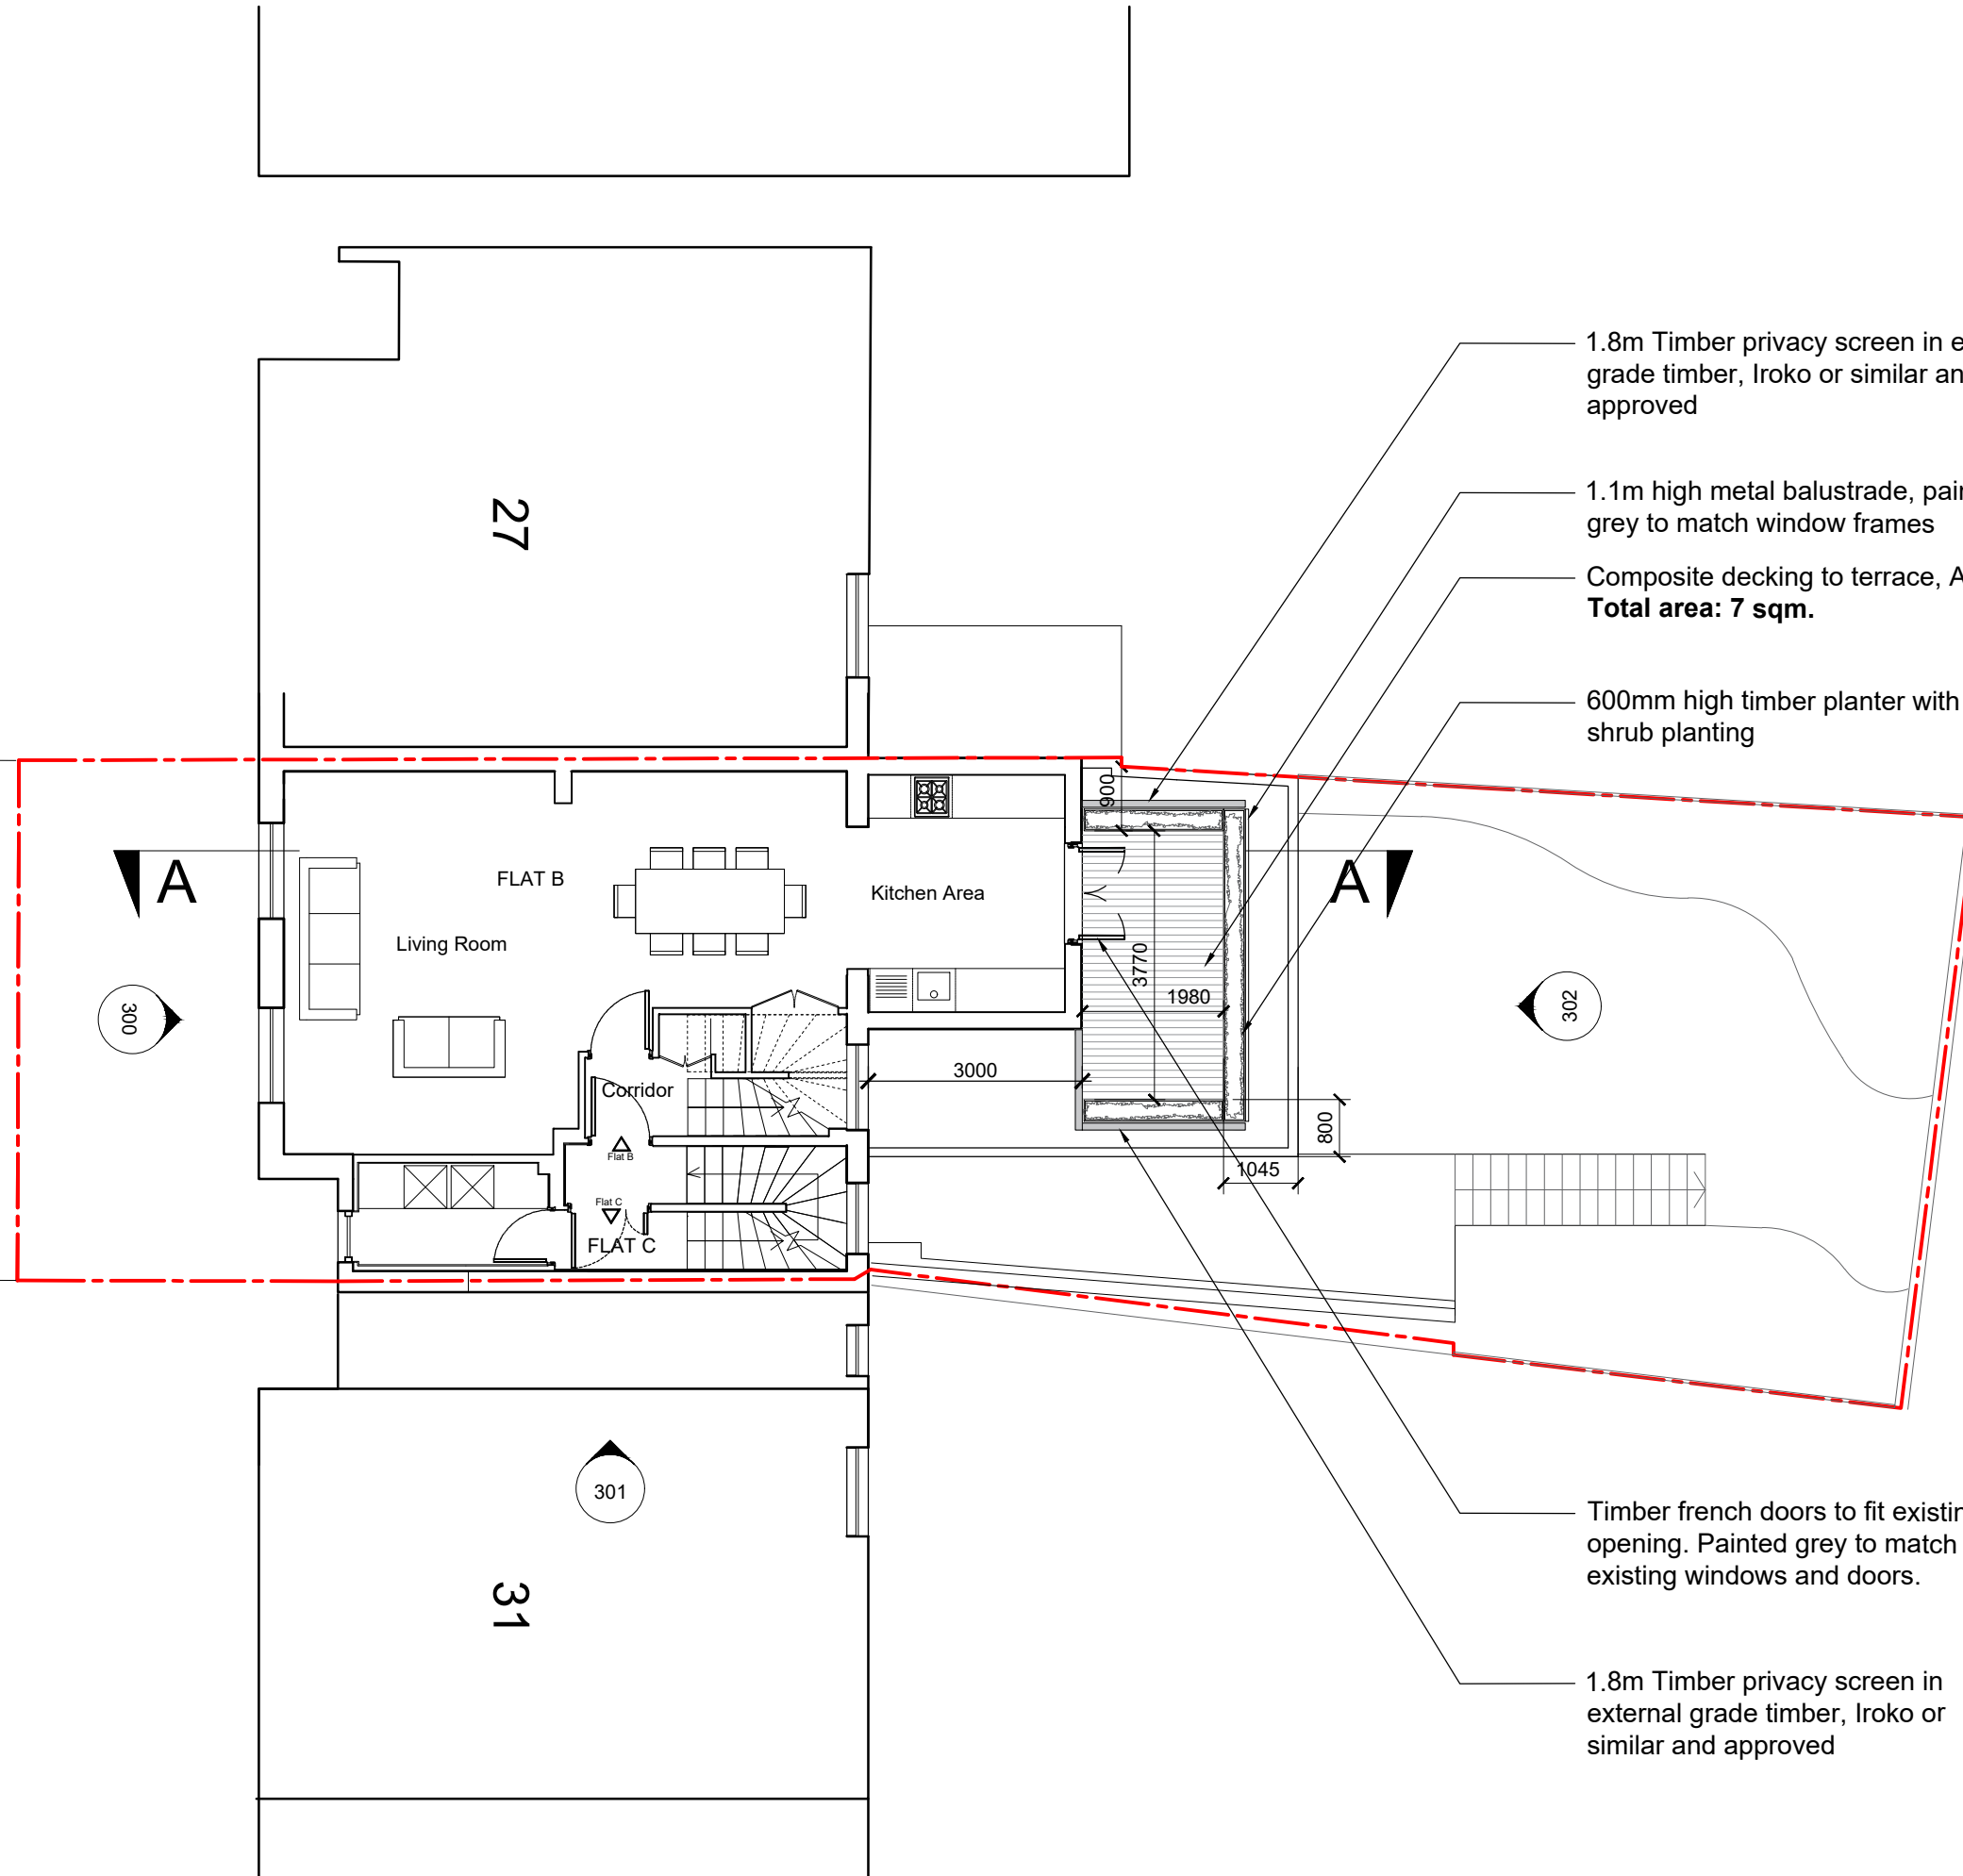 1.8m Timber privacy screen in e
grade timber, Iroko or similar an
approved
27
1.1m high metal balustrade, pain
grey to match window frames
Composite decking to terrace, A
Total area: 7 sqm.
600mm high timber planter with
shrub planting
900
A
FLAT B
Kitchen Area
A
Living Room
3770
1980
300
302
3000
Corridor
800
Flat B
1045
Flat C
FLAT C
301
Timber french doors to fit existin
opening. Painted grey to match
existing windows and doors.
31
1.8m Timber privacy screen in
external grade timber, Iroko or
similar and approved